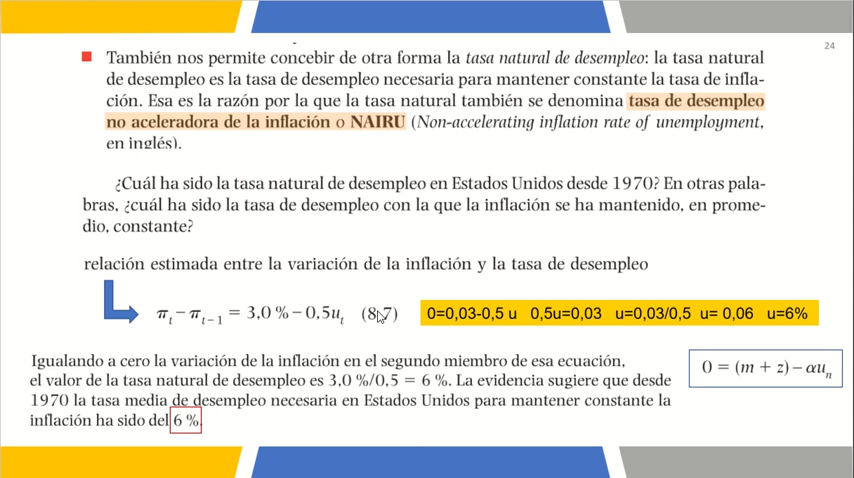 24
También nos permite concebir de otra forma la tasa natural de desempleo: la tasa natural
de desempleo es la tasa de desempleo necesaria para mantener constante la tasa de infla-
ción. Esa es la razón por la que la tasa natural también se denomina tasa de desempleo
no aceleradora de la inflación o NAIRU (Non-accelerating inflation rate of unemployment,
en inglés).
¿Cuál ha sido la tasa natural de desempleo en Estados Unidos desde 1970? En otras pala-
bras, ¿cuál ha sido la tasa de desempleo con la que la inflación se ha mantenido, en prome-
dio, constante?
relación estimada entre la variación de la inflación y la tasa de desempleo
π_t − π_{t−1} = 3,0 % − 0,5u_t (8.7)
0=0,03-0,5 u 0,5u=0,03 u=0,03/0,5 u= 0,06 u=6%
Igualando a cero la variación de la inflación en el segundo miembro de esa ecuación,
el valor de la tasa natural de desempleo es 3,0 %/0,5 = 6 %. La evidencia sugiere que desde
1970 la tasa media de desempleo necesaria en Estados Unidos para mantener constante la
inflación ha sido del 6 %.
0 = (m + z) − αu_n